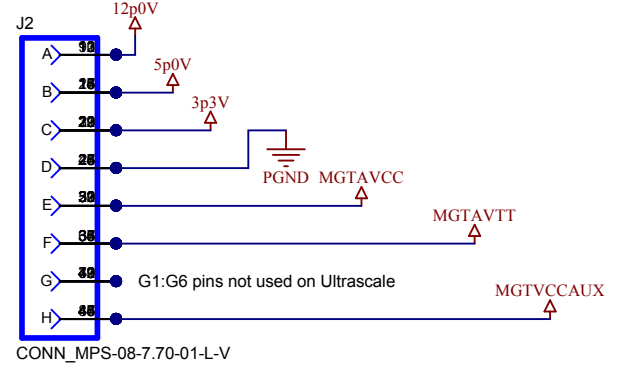 12p0V
J2
A
5p0V
B
3p3V
C
D
PGND MGTAVCC
E
MGTAVTT
F
G G1:G6 pins not used on Ultrascale
MGTVCCAUX
H
CONN_MPS-08-7.70-01-L-V